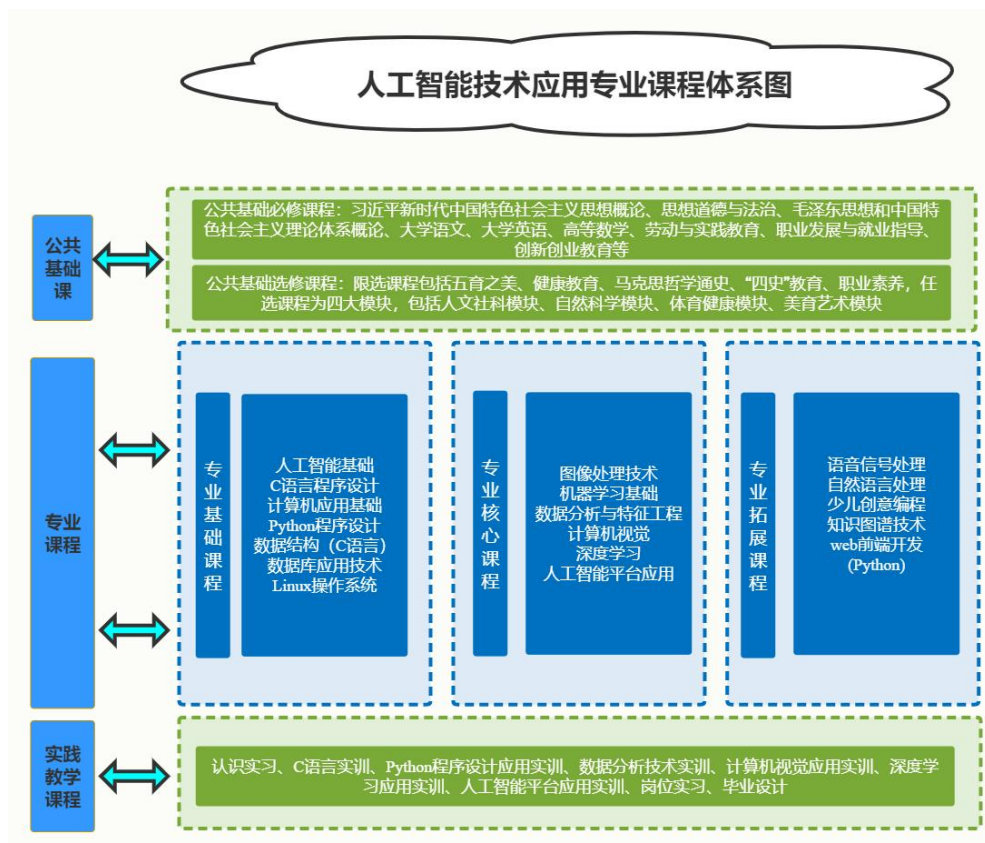 人工智能技术应用专业课程体系图
公共
基础
课
公共基础必修课程：习近平新时代中国特色社会主义思想概论、思想道德与法治、毛泽东思想和中国特
色社会主义理论体系概论、大学语文、大学英语、高等数学、劳动与实践教育、职业发展与就业指导、
创新创业教育等
公共基础选修课程：限选课程包括五育之美、健康教育、马克思哲学通史、“四史”教育、职业素养，任
选课程为四大模块，包括人文社科模块、自然科学模块、体育健康模块、美育艺术模块
专业
课程
专业基础课程
人工智能基础
C语言程序设计
计算机应用基础
Python程序设计
数据结构（C语言）
数据库应用技术
Linux操作系统
专业核心课程
图像处理技术
机器学习基础
数据分析与特征工程
计算机视觉
深度学习
人工智能平台应用
专业拓展课程
语音信号处理
自然语言处理
少儿创意编程
知识图谱技术
web前端开发
(Python)
实践
教学
课程
认识实习、C语言实训、Python程序设计应用实训、数据分析技术实训、计算机视觉应用实训、深度学
习应用实训、人工智能平台应用实训、岗位实习、毕业设计